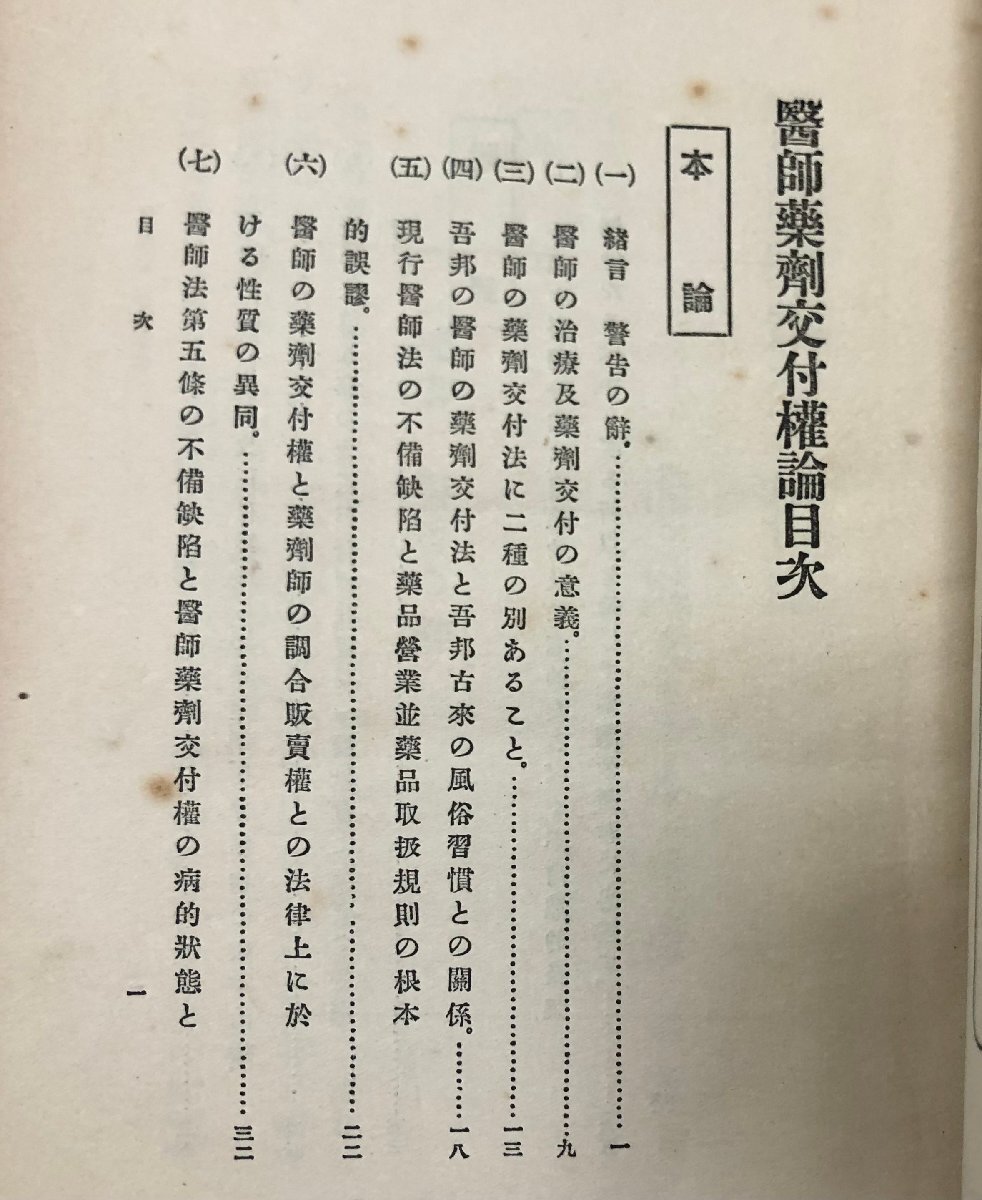 醫師藥劑交付權論目次
本論
(一) 緒言 警告の辭.……一
(二) 醫師の治療及藥劑交付の意義。……九
(三) 醫師の藥劑交付法に二種の別あること。……一三
(四) 吾邦の醫師の藥劑交付法と吾邦古來の風俗習慣との關係。……一八
(五) 現行醫師法の不備缺陷と藥品營業並藥品取扱規則の根本
的誤謬。……二二
(六) 醫師の藥劑交付權と藥劑師の調合販賣權との法律上に於
ける性質の異同。……三二
(七) 醫師法第五條の不備缺陷と醫師藥劑交付權の病的狀態と
目次 一